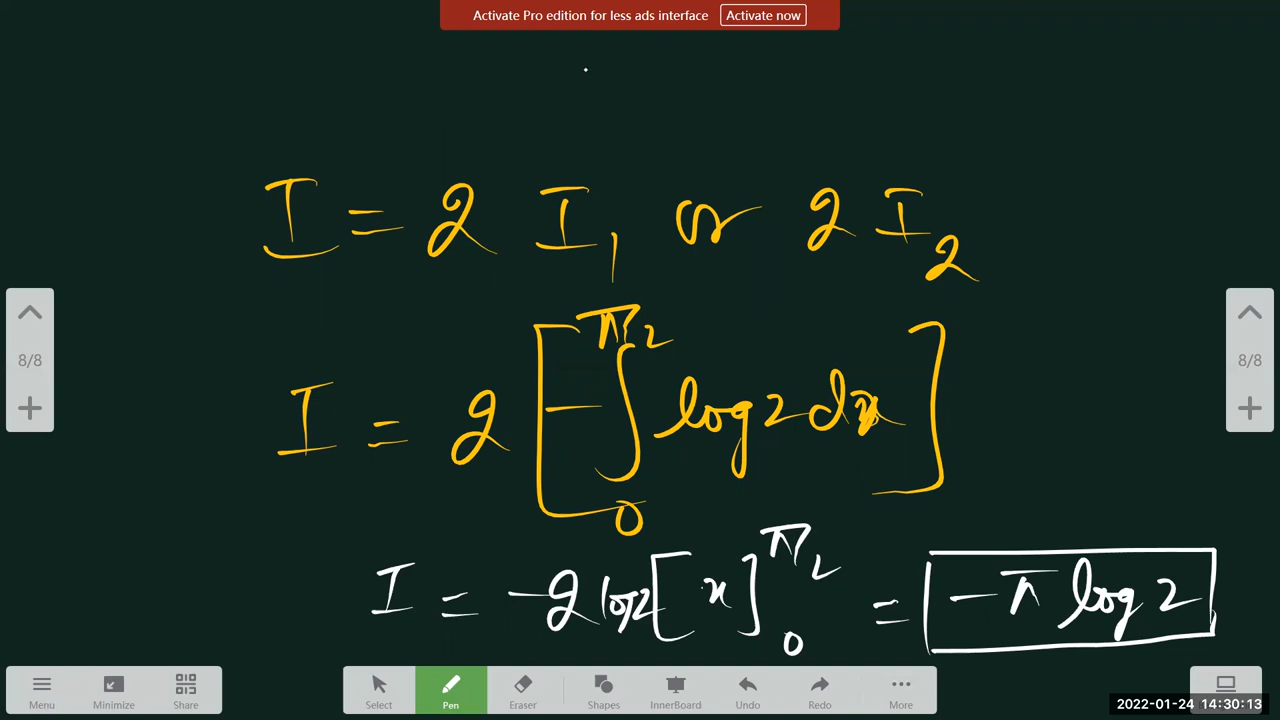 Activate Pro edition for less ads interface Activate now
I = 2 I₁ or 2 I₂
8/8
8/8
I = 2 [ - ∫₀^π/2 log 2 dx ]
I = -2 log2 [ x ]₀^π/2 = -π log 2
Menu Minimize Share Select Pen Eraser Shapes InnerBoard Undo Redo More
2022-01-24 14:30:13